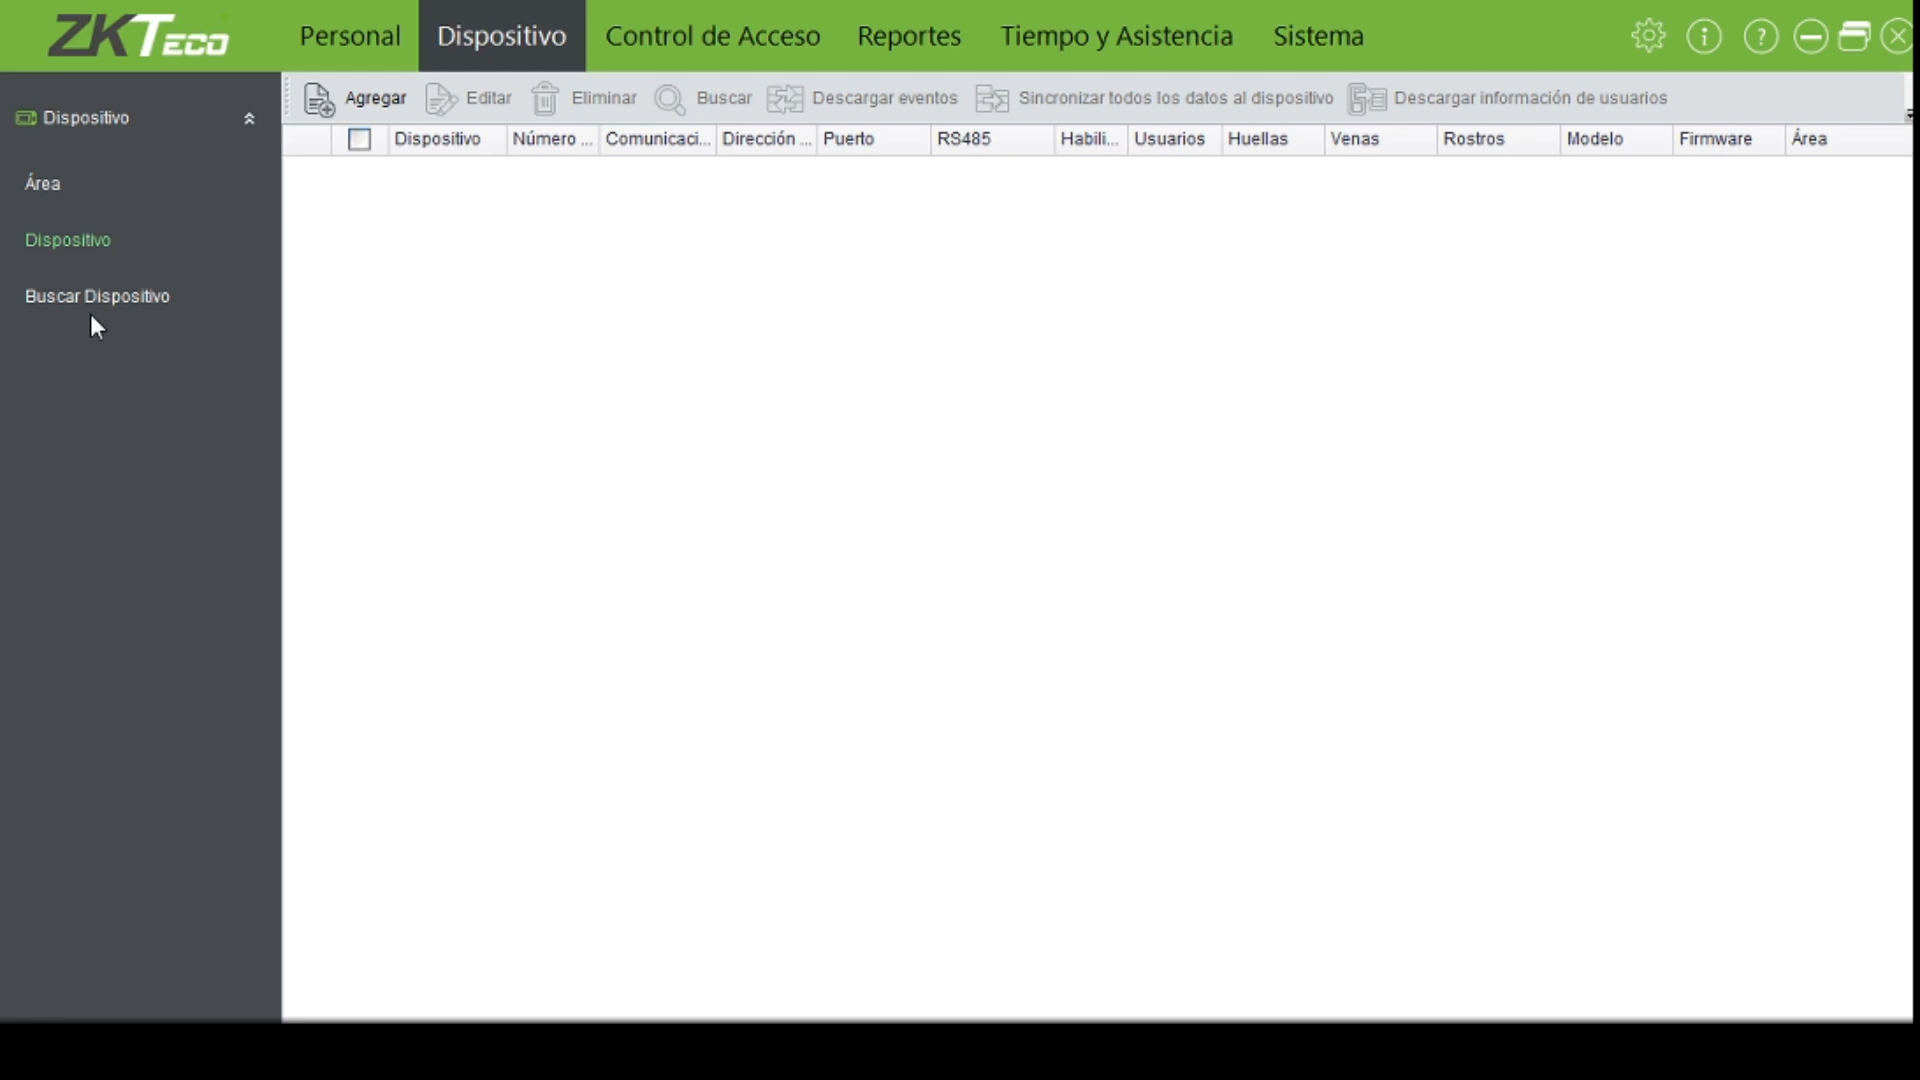 ZKTeco Personal Dispositivo Control de Acceso Reportes Tiempo y Asistencia Sistema
Dispositivo
Área
Dispositivo
Buscar Dispositivo
Agregar Editar Eliminar Buscar Descargar eventos Sincronizar todos los datos al dispositivo Descargar información de usuarios
Dispositivo Número ... Comunicaci... Dirección ... Puerto RS485 Habili... Usuarios Huellas Venas Rostros Modelo Firmware Área